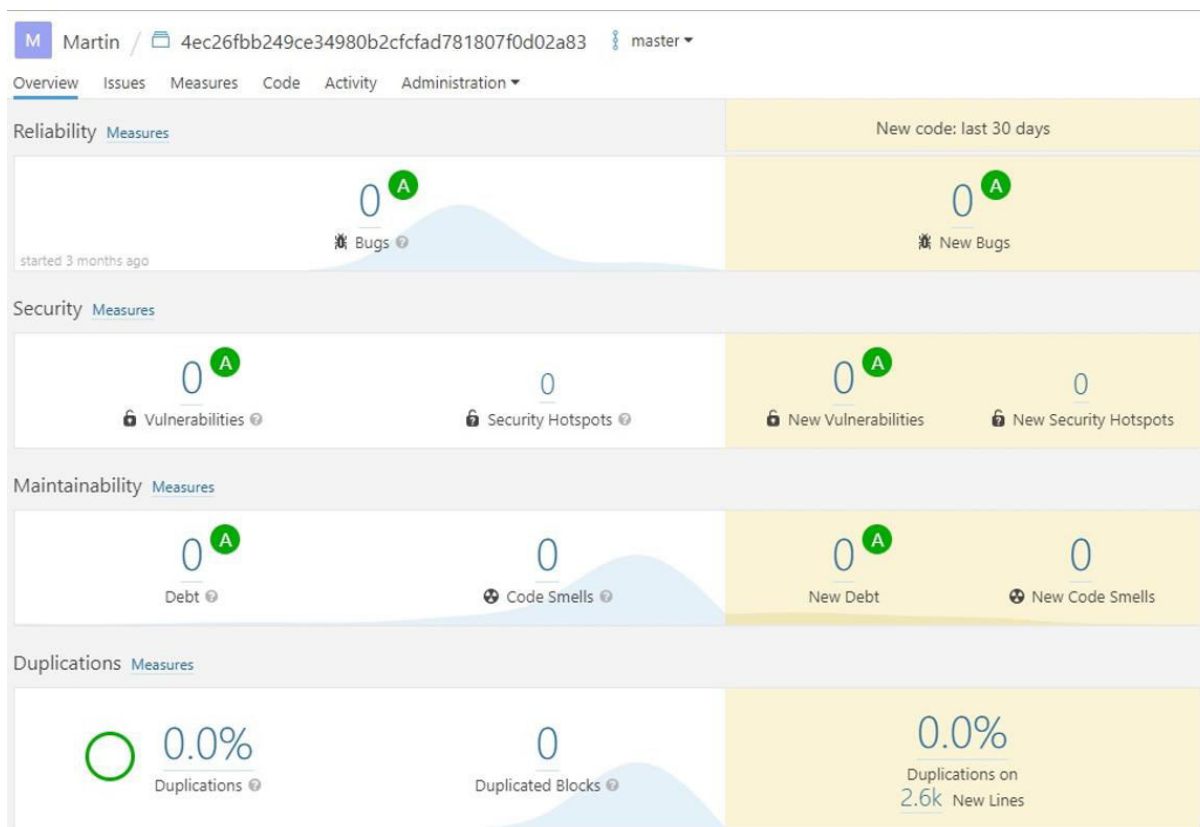 M Martin / 4ec26fbb249ce34980b2cfcfad781807f0d02a83 master
Overview Issues Measures Code Activity Administration
Reliability Measures
New code: last 30 days
0 A
Bugs ?
started 3 months ago
0 A
New Bugs
Security Measures
0 A
Vulnerabilities ?
0
Security Hotspots ?
0 A
New Vulnerabilities
0
New Security Hotspots
Maintainability Measures
0 A
Debt ?
0
Code Smells ?
0 A
New Debt
0
New Code Smells
Duplications Measures
0.0%
Duplications ?
0
Duplicated Blocks ?
0.0%
Duplications on
2.6k New Lines